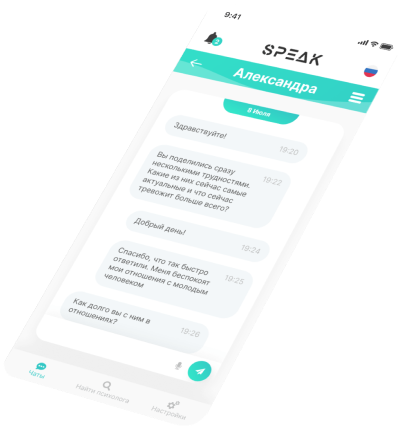 9:41
2
SPEAK
Александра
8 Июля
Здравствуйте!
19:20
Вы поделились сразу
несколькими трудностями.
Какие из них сейчас самые
актуальные и что сейчас
тревожит больше всего?
19:22
Добрый день!
19:24
Спасибо, что так быстро
ответили. Меня беспокоят
мои отношения с молодым
человеком
19:25
Как долго вы с ним в
отношениях?
19:26
Чаты
Найти психолога
Настройки